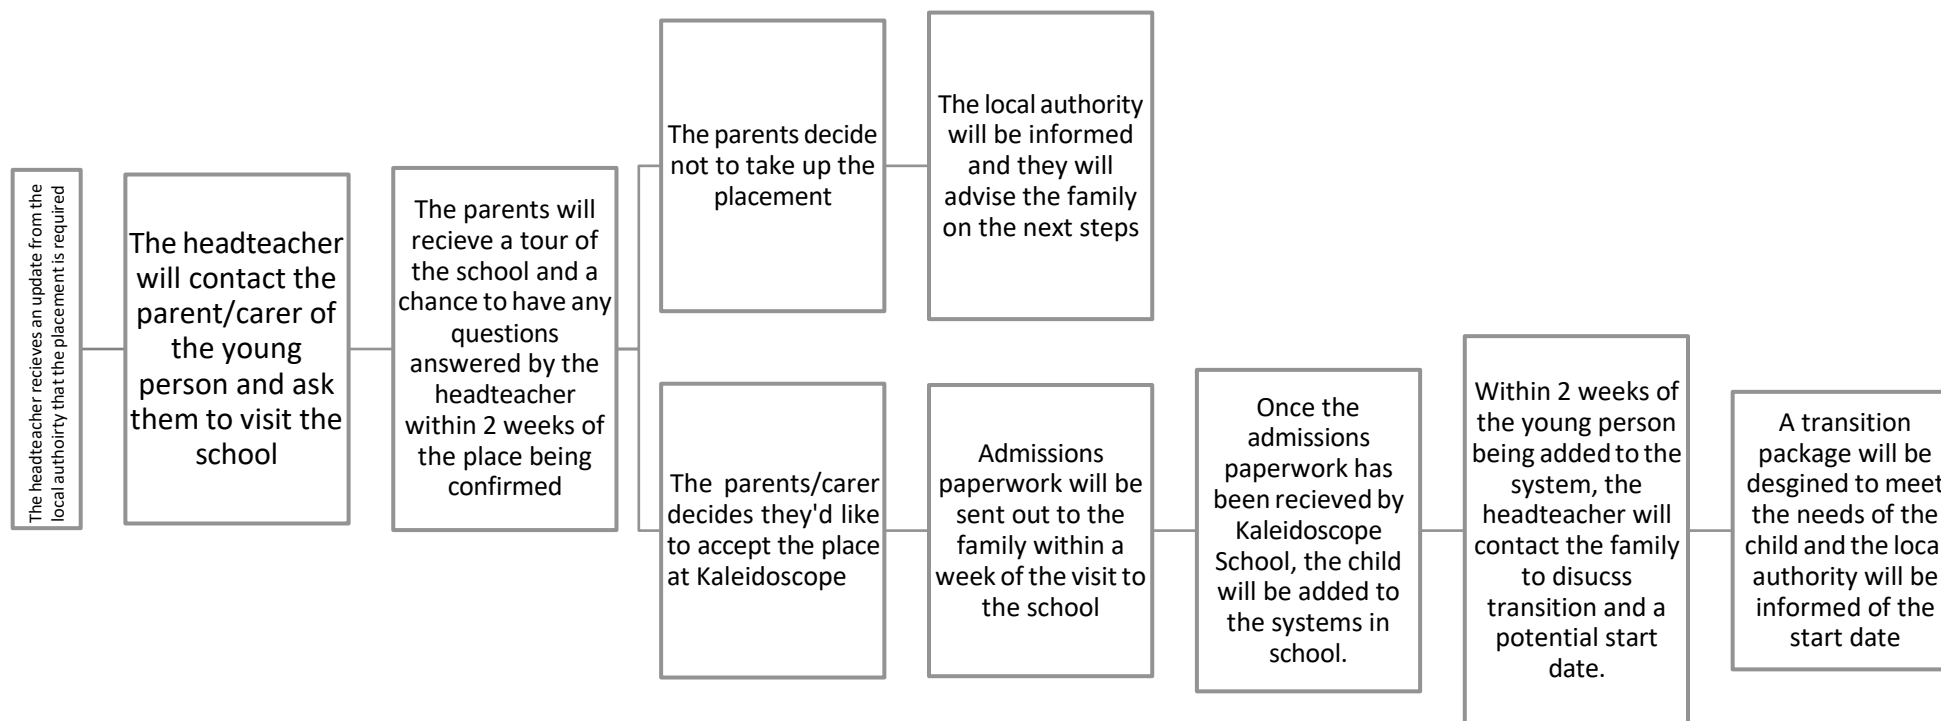 The headteacher recieves an update from the
local authoirty that the placement is required
The headteacher
will contact the
parent/carer of
the young
person and ask
them to visit the
school
The parents will
recieve a tour of
the school and a
chance to have any
questions
answered by the
headteacher
within 2 weeks of
the place being
confirmed
The parents decide
not to take up the
placement
The local authority
will be informed
and they will
advise the family
on the next steps
The parents/carer
decides they'd like
to accept the place
at Kaleidoscope
Admissions
paperwork will be
sent out to the
family within a
week of the visit to
the school
Once the
admissions
paperwork has
been recieved by
Kaleidoscope
School, the child
will be added to
the systems in
school.
Within 2 weeks of
the young person
being added to the
system, the
headteacher will
contact the family
to disucss
transition and a
potential start
date.
A transition
package will be
desgined to meet
the needs of the
child and the local
authority will be
informed of the
start date